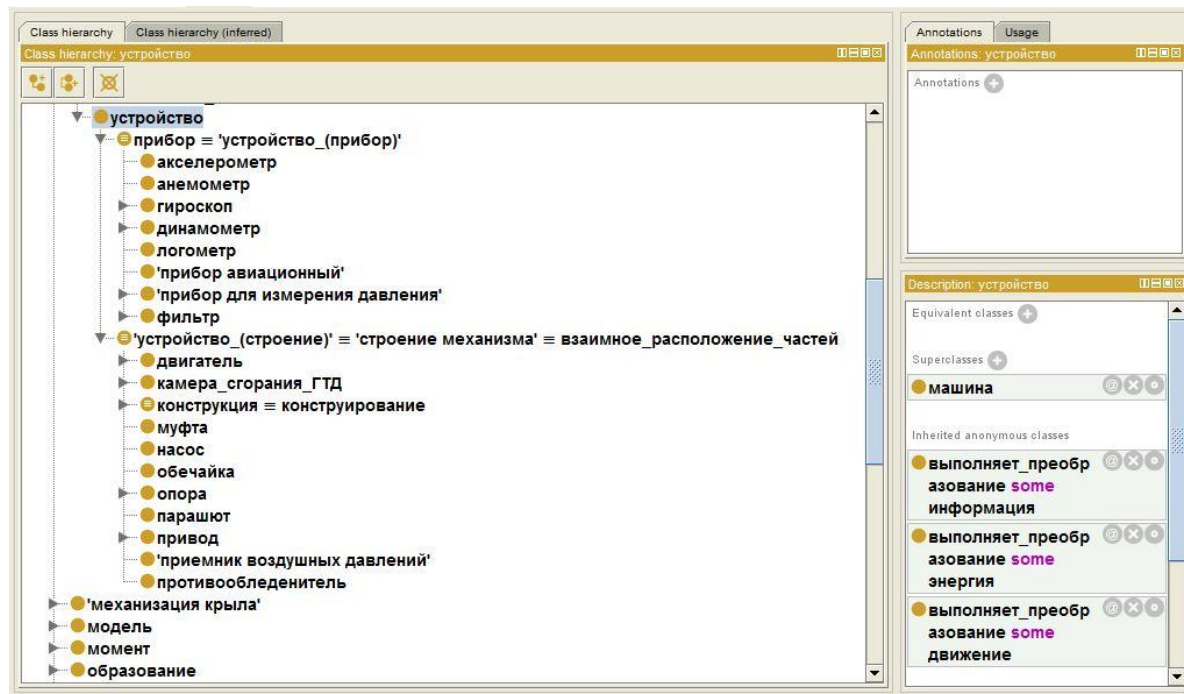 Class hierarchy
Class hierarchy (inferred)
Class hierarchy: устройство
устройство
прибор ≡ 'устройство_(прибор)'
акселерометр
анемометр
гироскоп
динамометр
логометр
'прибор авиационный'
'прибор для измерения давления'
фильтр
'устройство_(строение)' ≡ 'строение механизма' ≡ взаимное_расположение_частей
двигатель
камера_сгорания_ГТД
конструкция ≡ конструирование
муфта
насос
обечайка
опора
парашют
привод
'приемник воздушных давлений'
противообледенитель
'механизация крыла'
модель
момент
образование
Annotations
Usage
Annotations: устройство
Annotations
Description: устройство
Equivalent classes
Superclasses
машина
Inherited anonymous classes
выполняет_преобр
азование some
информация
выполняет_преобр
азование some
энергия
выполняет_преобр
азование some
движение